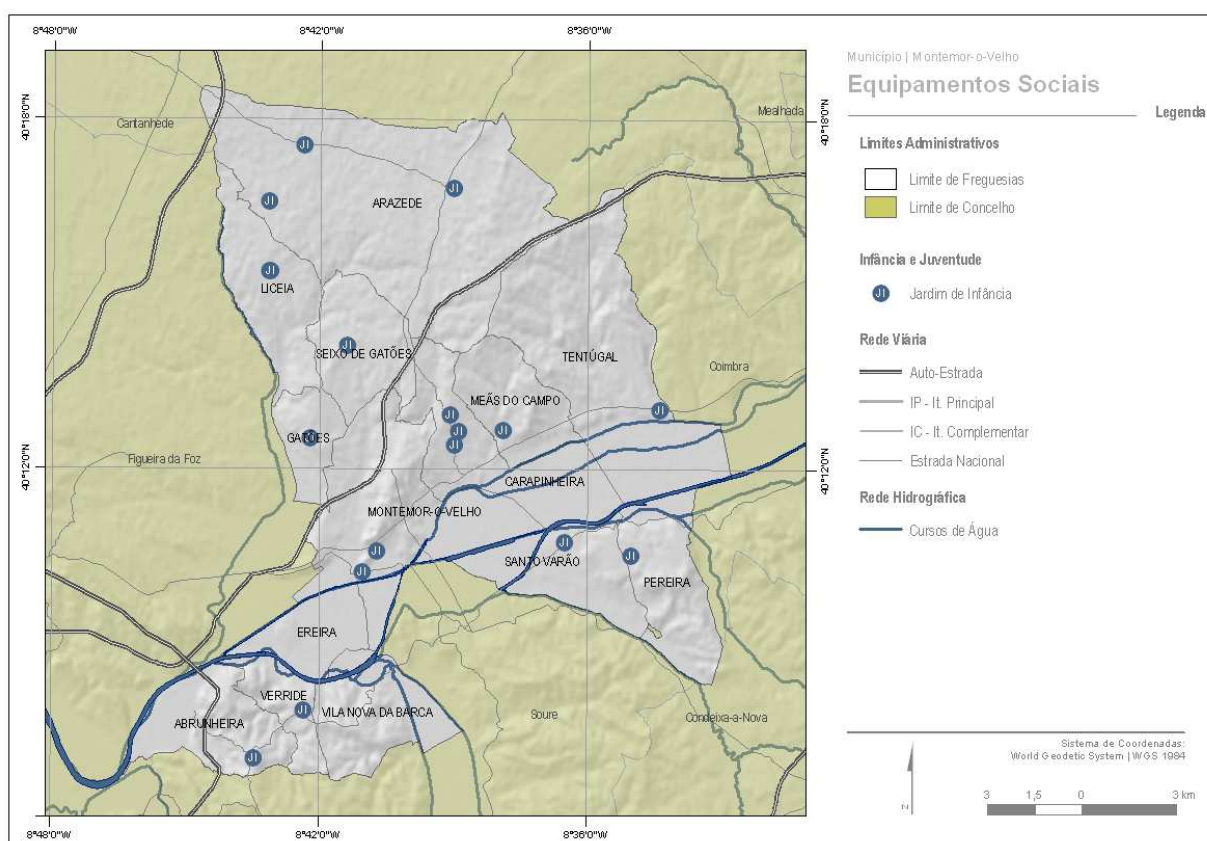 8°48'0"W
8°42'0"W
8°36'0"W
40°18'0"N
40°18'0"N
Cantanhede
Mealhada
JI
JI
JI
ARAZEDE
JI
LICEIA
JI
SEIXO DE GATÕES
TENTÚGAL
Coimbra
MEÃS DO CAMPO
JI
JI
JI
JI
JI
JI
GATÕES
Figueira da Foz
40°12'0"N
40°12'0"N
CARAPINHEIRA
MONTEMOR-O-VELHO
JI
JI
JI
JI
SANTO VARÃO
PEREIRA
EREIRA
VERRIDE
JI
VILA NOVA DA BARCA
ABRUNHEIRA
Soure
Condeixa-a-Nova
JI
8°48'0"W
8°42'0"W
8°36'0"W
Município | Montemor-o-Velho
Equipamentos Sociais
Legenda
Limites Administrativos
Limite de Freguesias
Limite de Concelho
Infância e Juventude
JI Jardim de Infância
Rede Viária
Auto-Estrada
IP - It. Principal
IC - It. Complementar
Estrada Nacional
Rede Hidrográfica
Cursos de Água
Sistema de Coordenadas:
World Geodetic System | WGS 1984
N
3 1,5 0 3 km